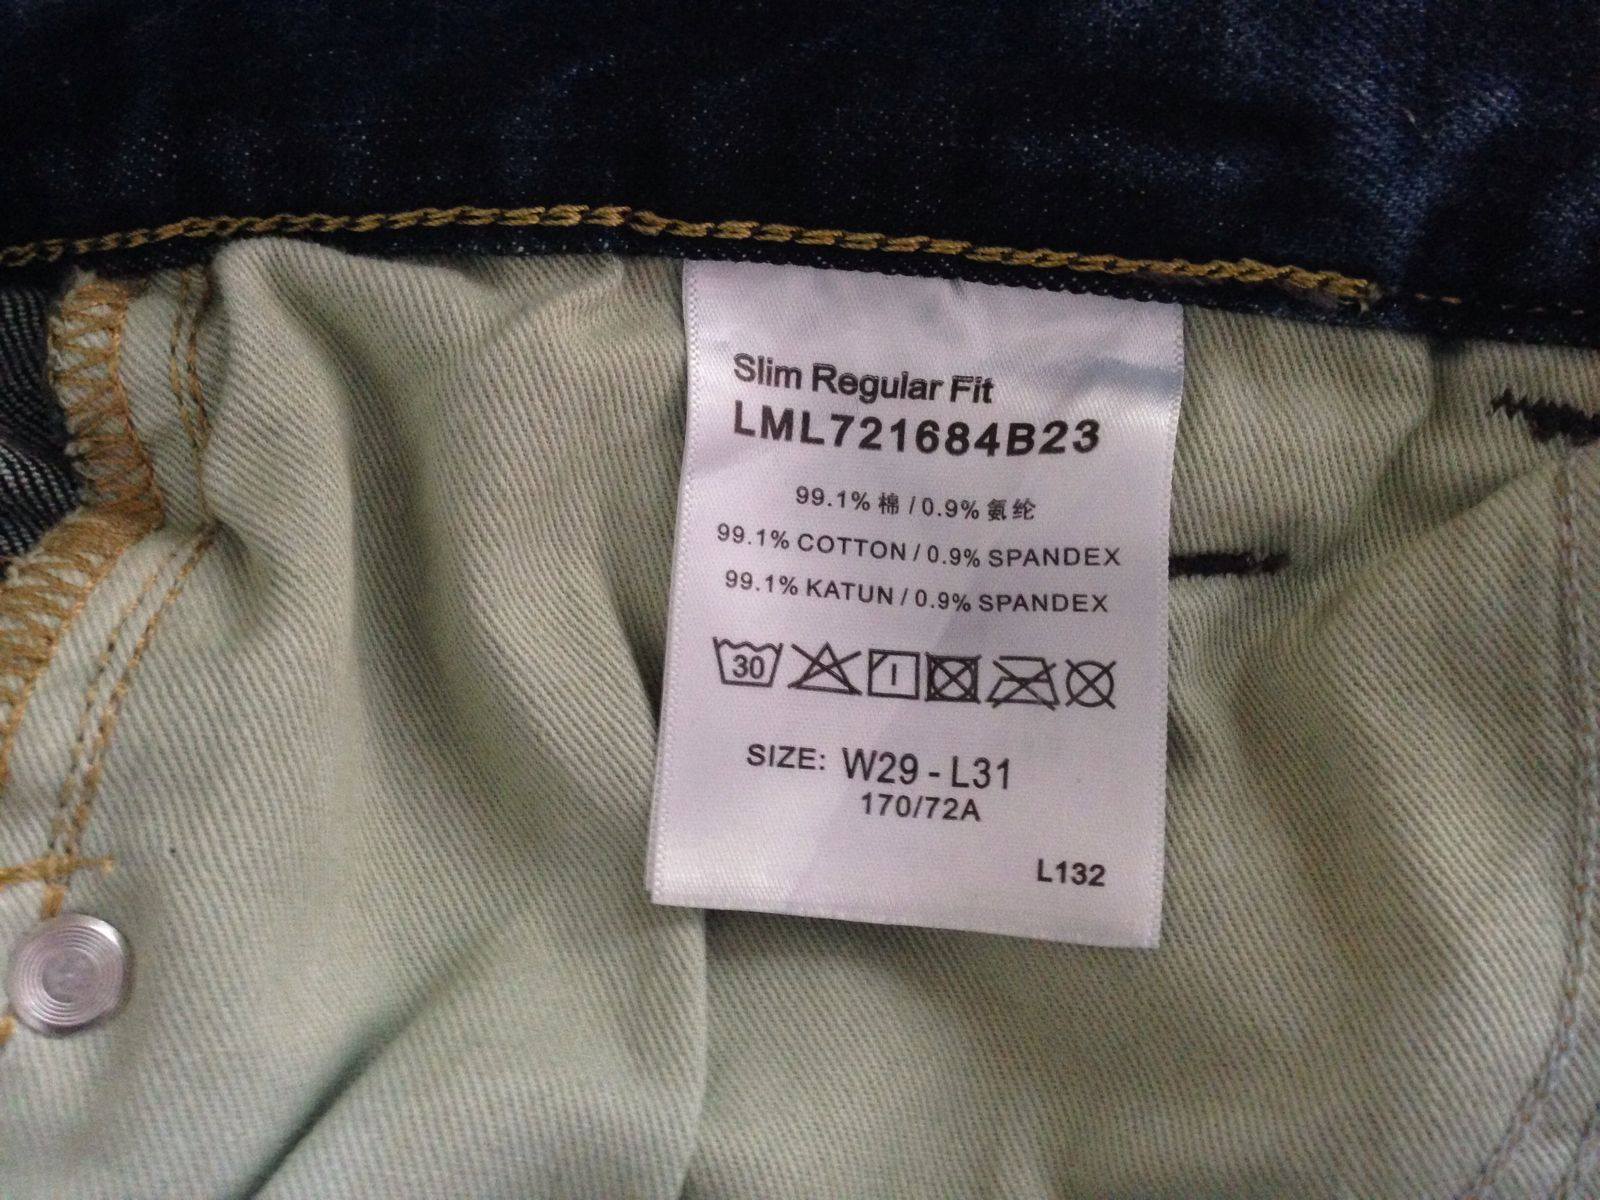 Slim Regular Fit
LML721684B23
99.1% 棉 / 0.9% 氨纶
99.1% COTTON / 0.9% SPANDEX
99.1% KATUN / 0.9% SPANDEX
30
SIZE: W29 - L31
170/72A
L132